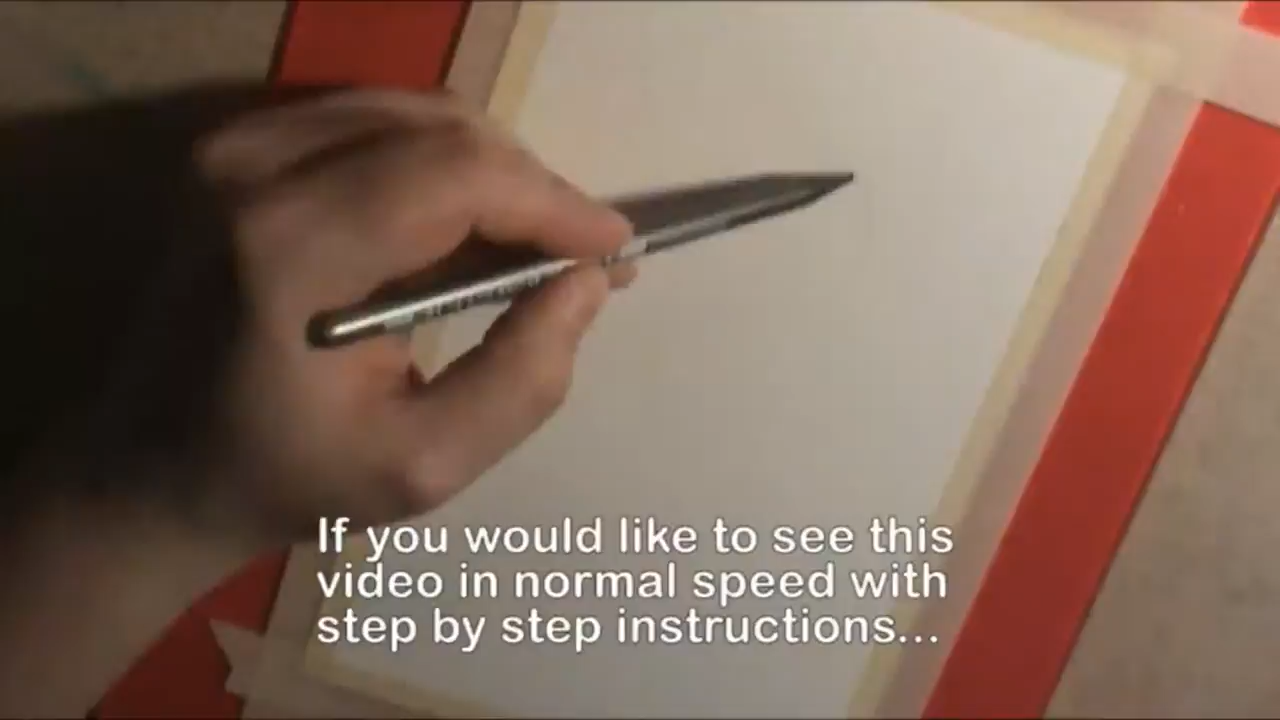 If you would like to see this
video in normal speed with
step by step instructions...